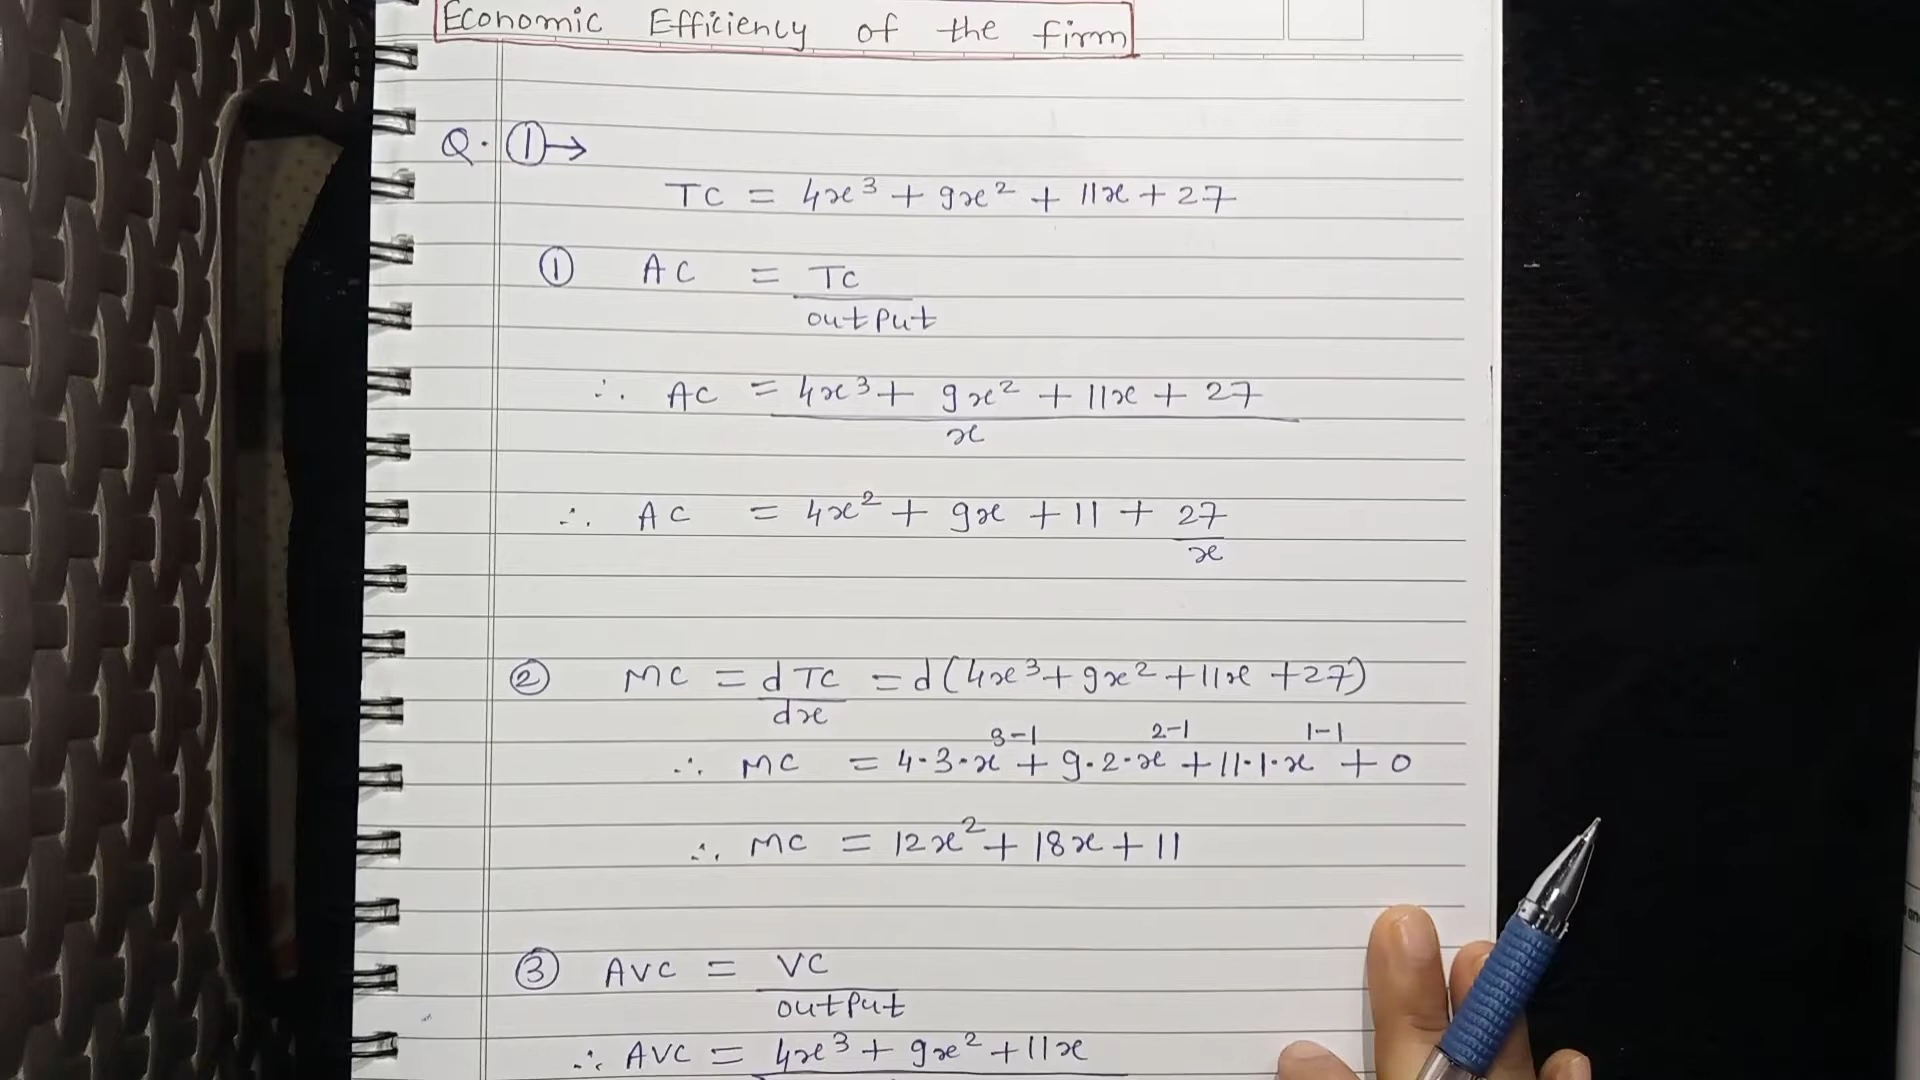 Economic Efficiency of the firm
Q. ①→
TC = 4x³ + 9x² + 11x + 27
① AC = TC
output
∴ AC = 4x³ + 9x² + 11x + 27
x
∴ AC = 4x² + 9x + 11 + 27
x
② MC = dTC = d(4x³ + 9x² + 11x + 27)
dx
3-1 2-1 1-1
∴ MC = 4·3·x + 9·2·x + 11·1·x + 0
∴ MC = 12x² + 18x + 11
③ AVC = VC
output
∴ AVC = 4x³ + 9x² + 11x